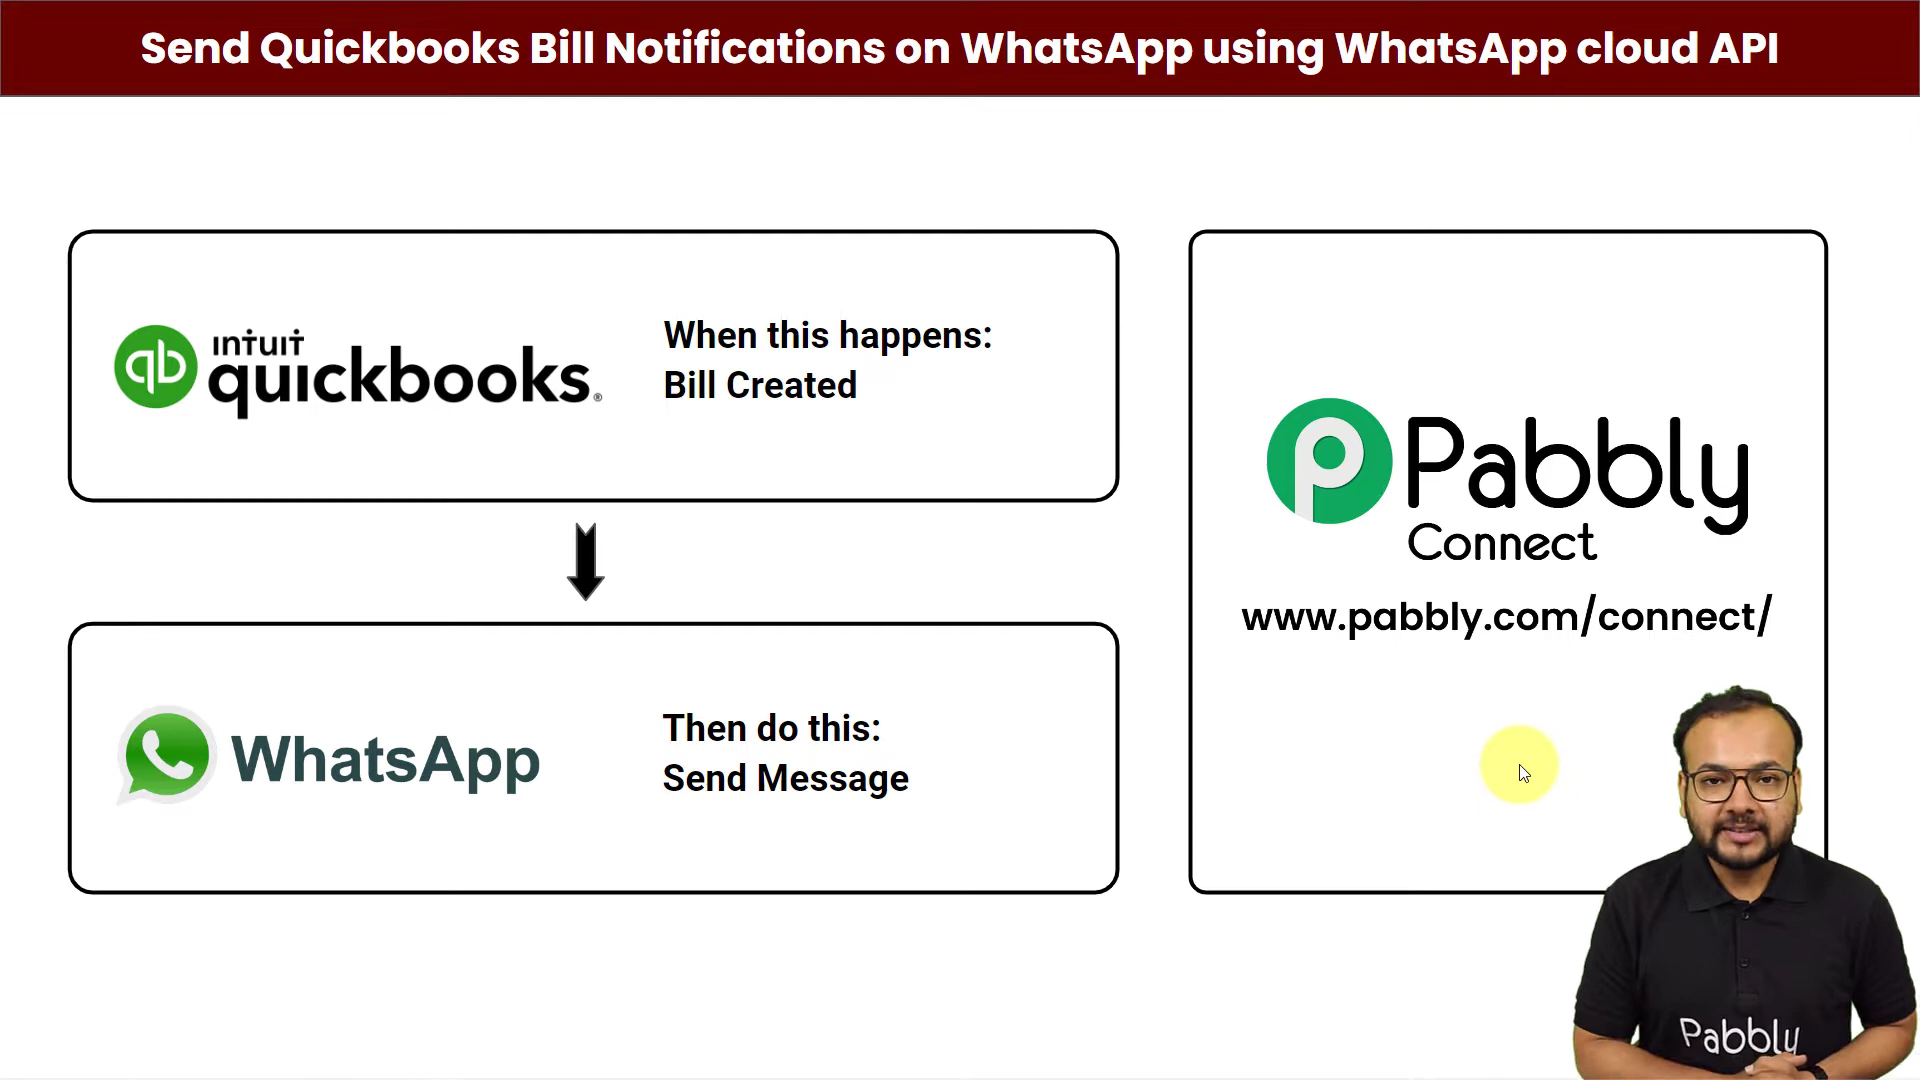 Send Quickbooks Bill Notifications on WhatsApp using WhatsApp cloud API
qb intuit quickbooks®
When this happens:
Bill Created
WhatsApp
Then do this:
Send Message
Pabbly
Connect
www.pabbly.com/connect/
Pabbly